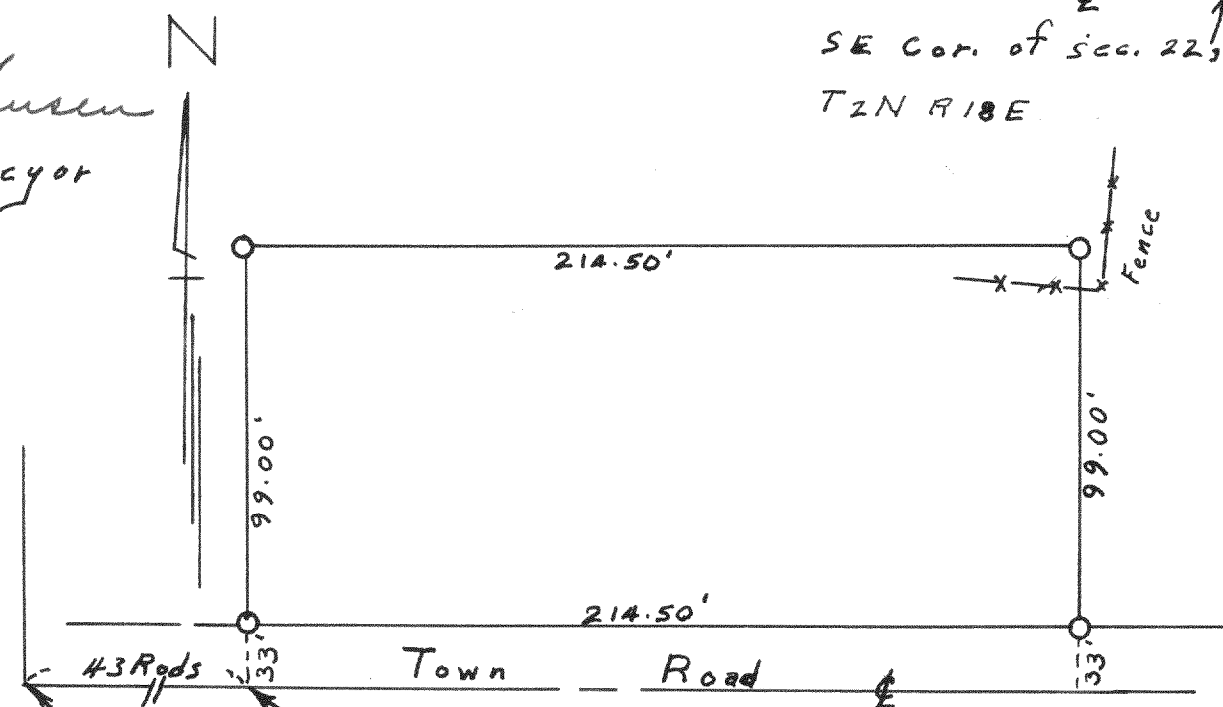 N
SE Cor. of sec. 22,
T2N R18E
Fence
214.50'
99.00'
99.00'
214.50'
43 Rods
33'
Town Road
℄
33'